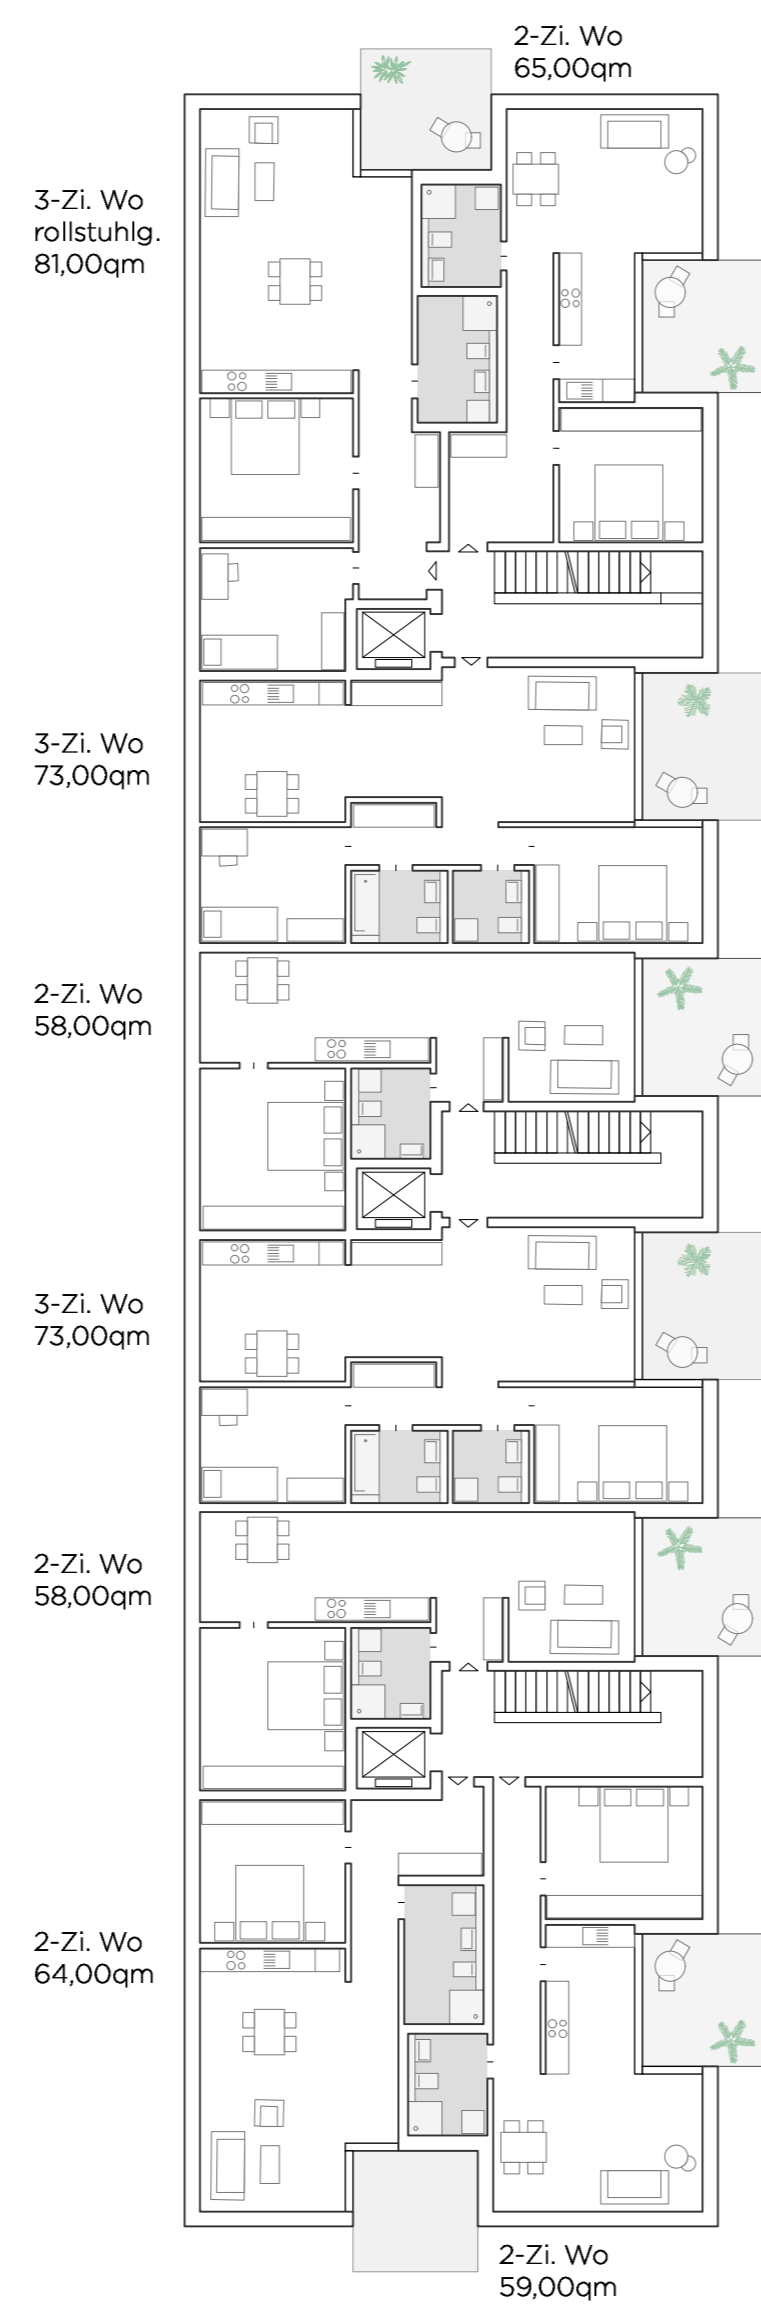 2-Zi. Wo
65,00qm
3-Zi. Wo
rollstuhlg.
81,00qm
3-Zi. Wo
73,00qm
2-Zi. Wo
58,00qm
3-Zi. Wo
73,00qm
2-Zi. Wo
58,00qm
2-Zi. Wo
64,00qm
2-Zi. Wo
59,00qm